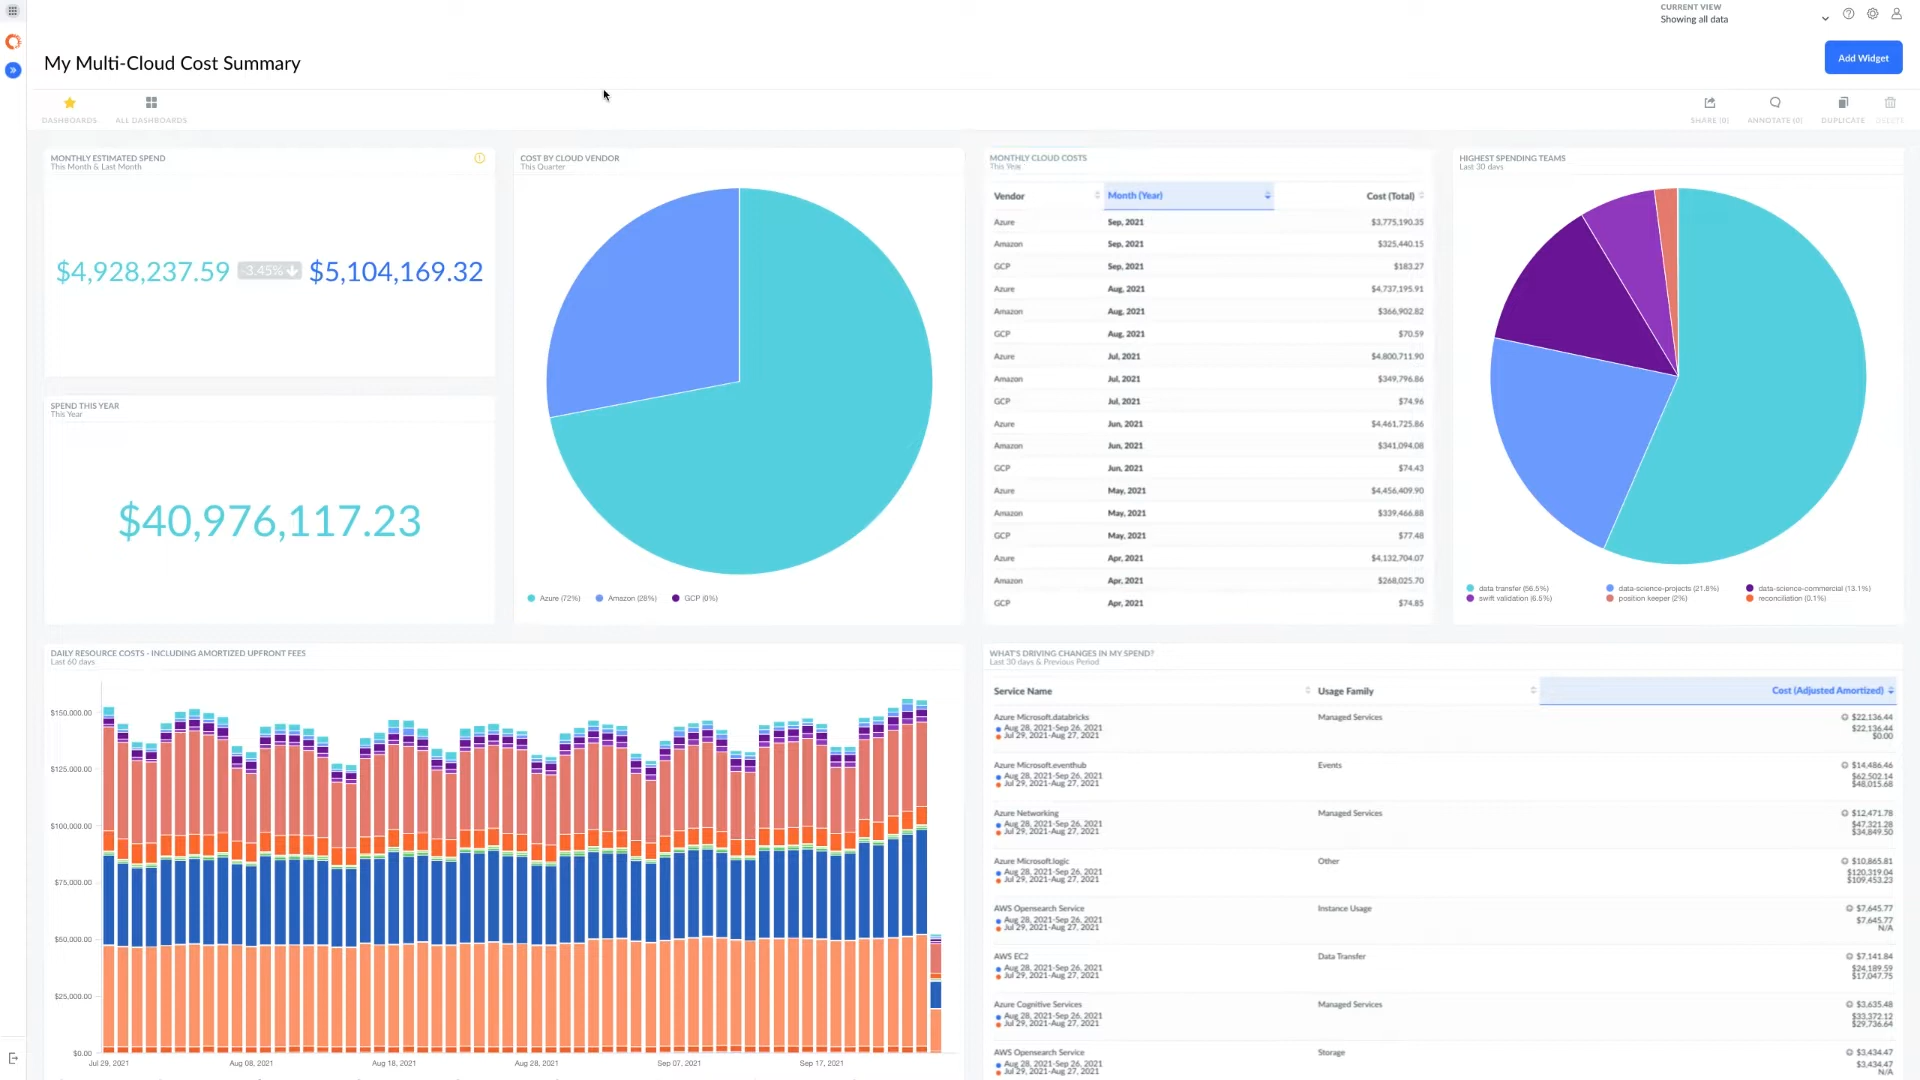 CURRENT VIEW
Showing all data
My Multi-Cloud Cost Summary
Add Widget
DASHBOARDS
ALL DASHBOARDS
SHARE (0)
ANNOTATE (0)
DUPLICATE
DELETE
MONTHLY ESTIMATED SPEND
This Month & Last Month
$4,928,237.59 -3.45% $5,104,169.32
SPEND THIS YEAR
This Year
$40,976,117.23
COST BY CLOUD VENDOR
This Quarter
Azure (72%) Amazon (28%) GCP (0%)
MONTHLY CLOUD COSTS
This Year
Vendor Month (Year) Cost (Total)
Azure Sep, 2021 $3,775,190.35
Amazon Sep, 2021 $325,440.15
GCP Sep, 2021 $183.27
Azure Aug, 2021 $4,737,195.91
Amazon Aug, 2021 $366,902.82
GCP Aug, 2021 $70.59
Azure Jul, 2021 $4,800,711.90
Amazon Jul, 2021 $349,796.86
GCP Jul, 2021 $74.96
Azure Jun, 2021 $4,461,725.86
Amazon Jun, 2021 $341,094.08
GCP Jun, 2021 $74.43
Azure May, 2021 $4,456,409.90
Amazon May, 2021 $339,466.88
GCP May, 2021 $77.48
Azure Apr, 2021 $4,132,704.07
Amazon Apr, 2021 $268,025.70
GCP Apr, 2021 $74.85
HIGHEST SPENDING TEAMS
Last 30 days
data transfer (56.5%) data-science-projects (21.8%) data-science-commercial (13.1%)
swift validation (6.5%) position keeper (2%) reconciliation (0.1%)
DAILY RESOURCE COSTS - INCLUDING AMORTIZED UPFRONT FEES
Last 60 days
$150,000.00
$125,000.00
$100,000.00
$75,000.00
$50,000.00
$25,000.00
$0.00
Jul 29, 2021 Aug 08, 2021 Aug 18, 2021 Aug 28, 2021 Sep 07, 2021 Sep 17, 2021
WHAT'S DRIVING CHANGES IN MY SPEND?
Last 30 days & Previous Period
Service Name Usage Family Cost (Adjusted Amortized)
Azure Microsoft.databricks Managed Services $22,136.44
Aug 28, 2021-Sep 26, 2021 $22,136.44
Jul 29, 2021-Aug 27, 2021 $0.00
Azure Microsoft.eventhub Events $14,486.46
Aug 28, 2021-Sep 26, 2021 $62,502.14
Jul 29, 2021-Aug 27, 2021 $48,015.68
Azure Networking Managed Services $12,471.78
Aug 28, 2021-Sep 26, 2021 $47,321.28
Jul 29, 2021-Aug 27, 2021 $34,849.50
Azure Microsoft.logic Other $10,865.81
Aug 28, 2021-Sep 26, 2021 $120,319.04
Jul 29, 2021-Aug 27, 2021 $109,453.23
AWS Opensearch Service Instance Usage $7,645.77
Aug 28, 2021-Sep 26, 2021 $7,645.77
Jul 29, 2021-Aug 27, 2021 N/A
AWS EC2 Data Transfer $7,141.84
Aug 28, 2021-Sep 26, 2021 $24,189.59
Jul 29, 2021-Aug 27, 2021 $17,047.75
Azure Cognitive Services Managed Services $3,635.48
Aug 28, 2021-Sep 26, 2021 $33,372.12
Jul 29, 2021-Aug 27, 2021 $29,736.64
AWS Opensearch Service Storage $3,434.47
Aug 28, 2021-Sep 26, 2021 $3,434.47
Jul 29, 2021-Aug 27, 2021 N/A